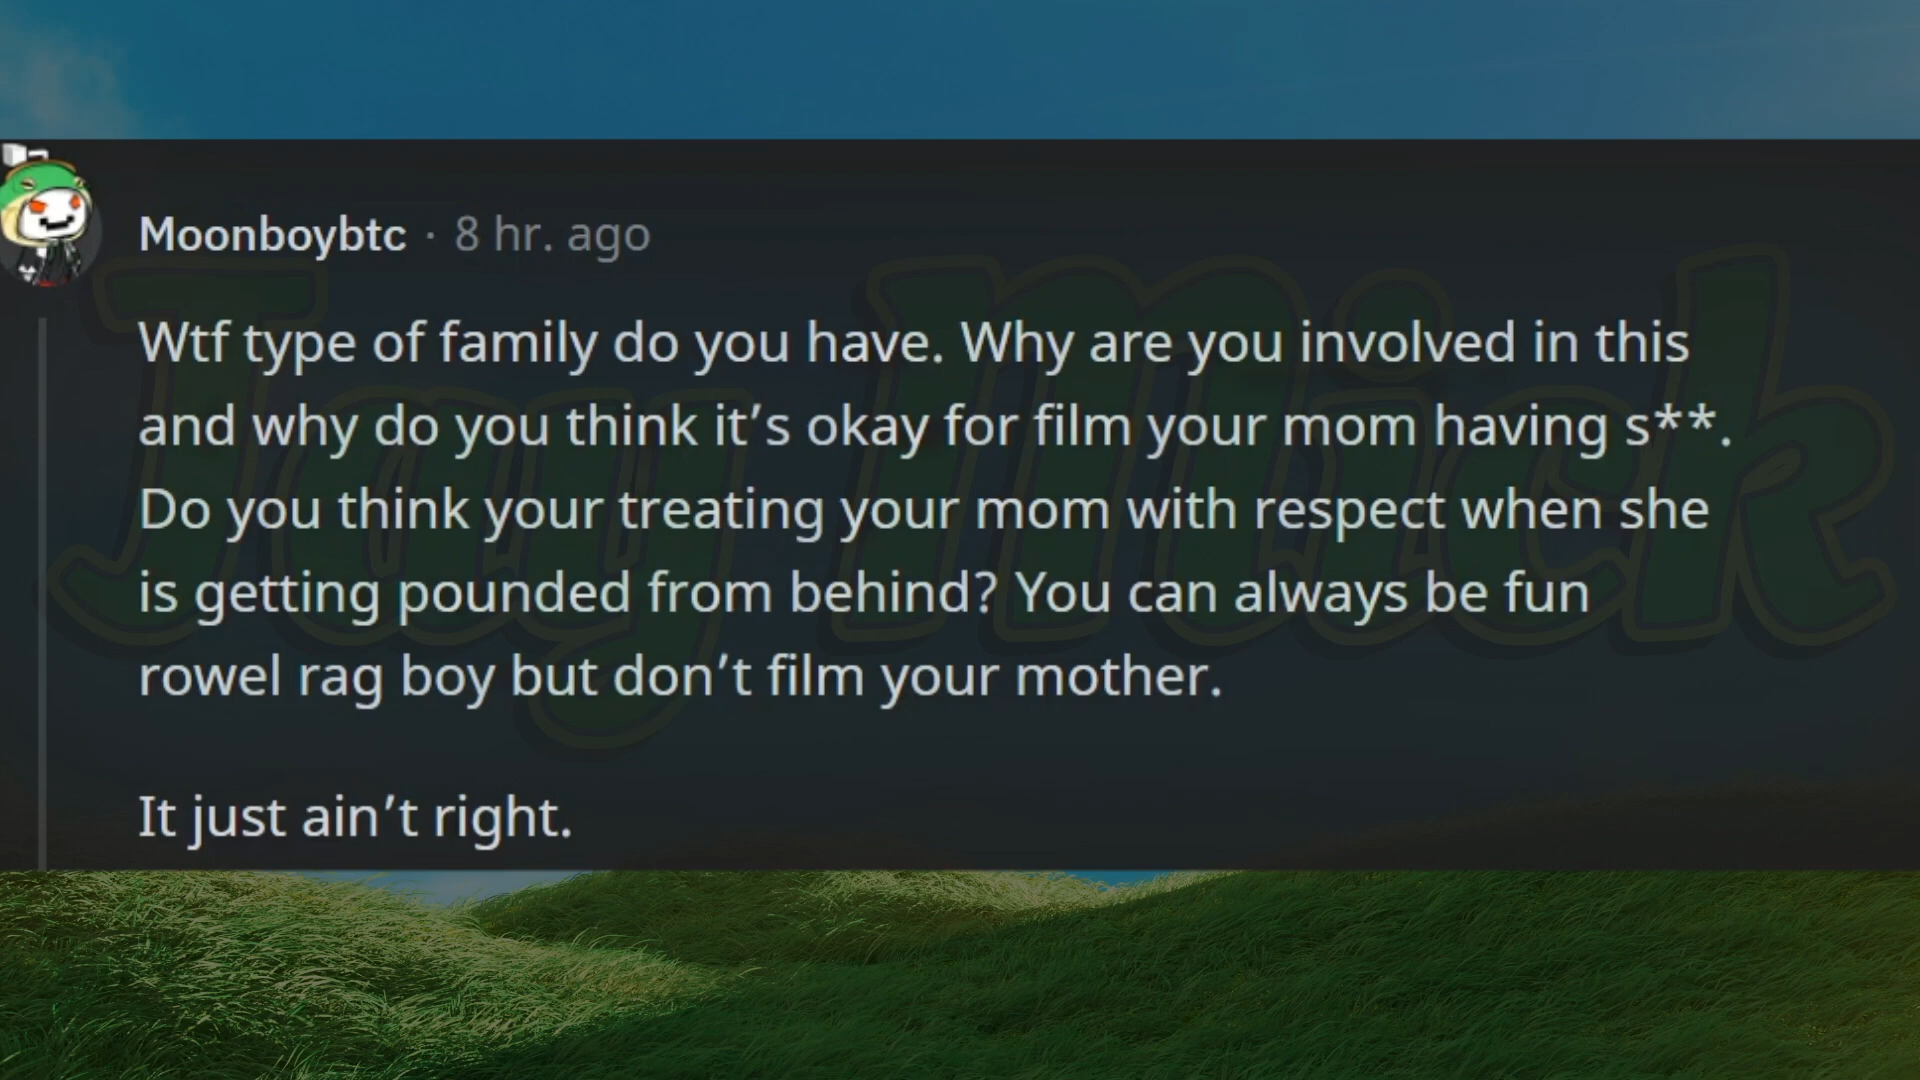 Moonboybtc · 8 hr. ago
Wtf type of family do you have. Why are you involved in this
and why do you think it’s okay for film your mom having s**.
Do you think your treating your mom with respect when she
is getting pounded from behind? You can always be fun
rowel rag boy but don’t film your mother.
It just ain’t right.
Jay Mick